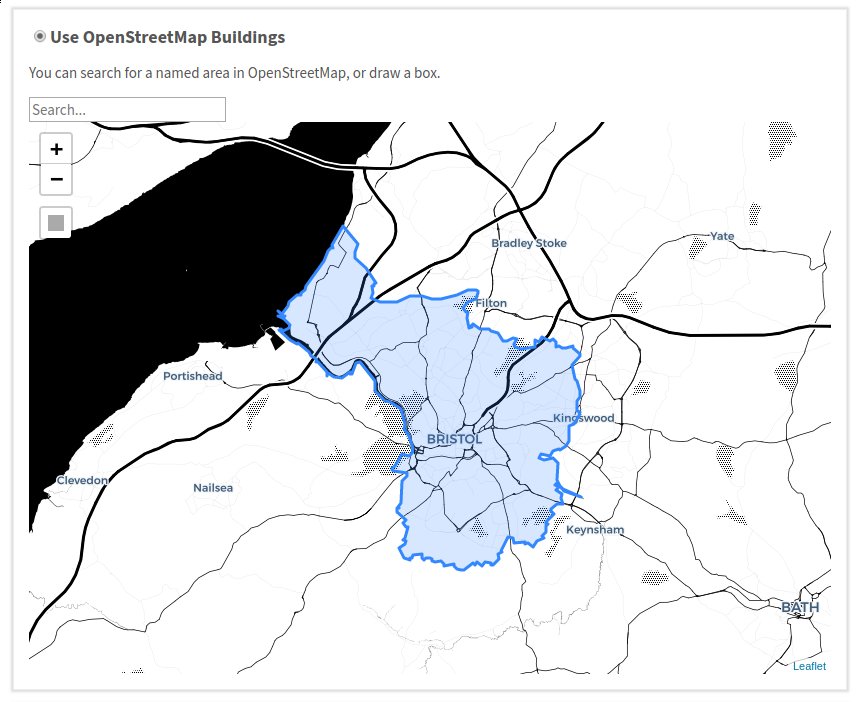 Use OpenStreetMap Buildings
You can search for a named area in OpenStreetMap, or draw a box.
Search...
+
−
Bradley Stoke
Yate
Filton
Portishead
Kingswood
BRISTOL
Clevedon
Nailsea
Keynsham
BATH
Leaflet